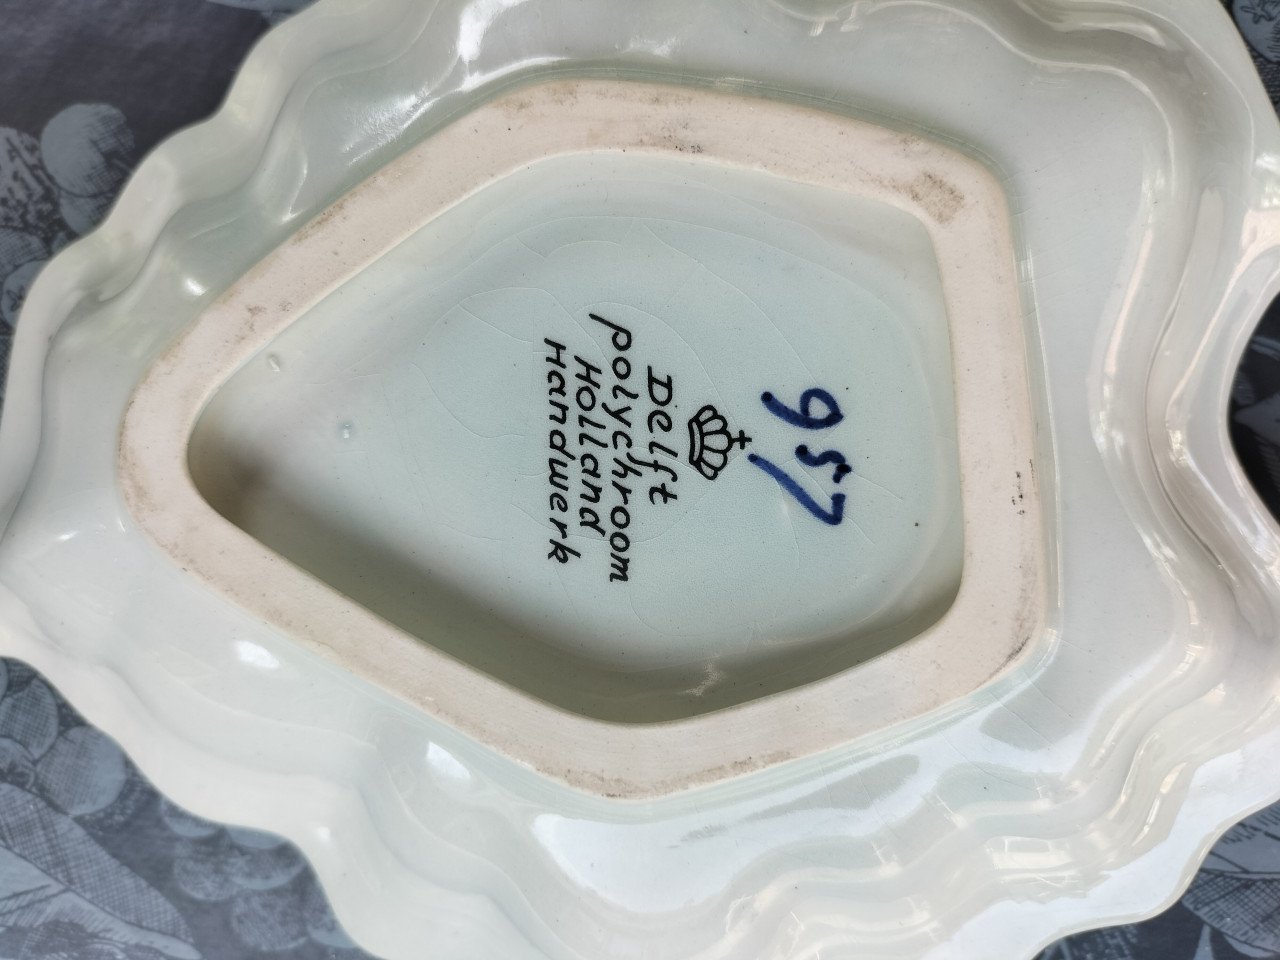 957
Delft
polychroom
Holland
Handwerk